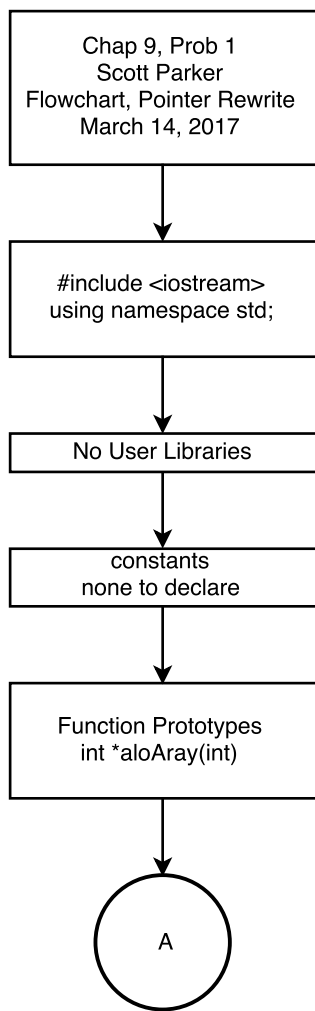 Chap 9, Prob 1
Scott Parker
Flowchart, Pointer Rewrite
March 14, 2017
#include <iostream>
using namespace std;
No User Libraries
constants
none to declare
Function Prototypes
int *aloAray(int)
A